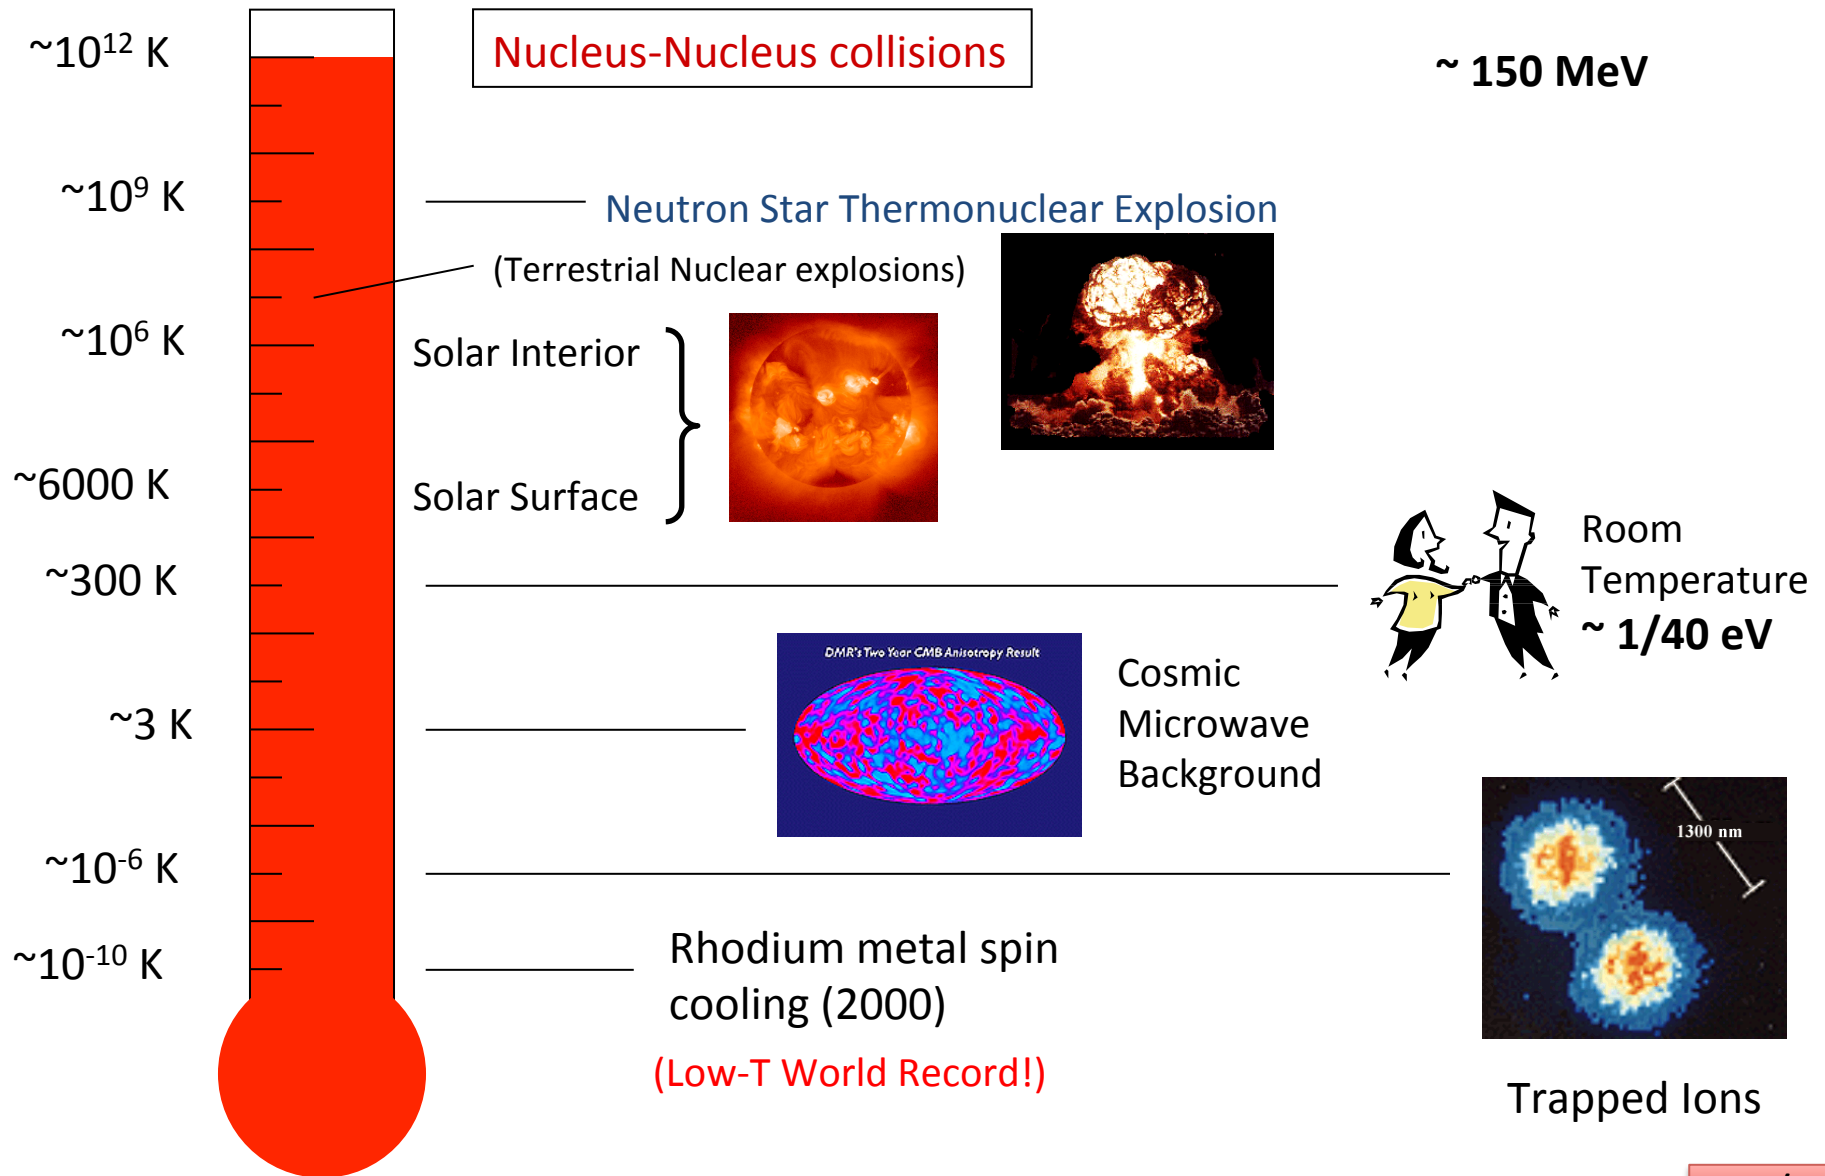 ~10¹² K
Nucleus-Nucleus collisions
~ 150 MeV
~10⁹ K
Neutron Star Thermonuclear Explosion
(Terrestrial Nuclear explosions)
~10⁶ K
Solar Interior
~6000 K
Solar Surface
Room
Temperature
~ 1/40 eV
~300 K
DMR's Two Year CMB Anisotropy Result
Cosmic
Microwave
Background
~3 K
1300 nm
~10⁻⁶ K
Rhodium metal spin
cooling (2000)
~10⁻¹⁰ K
(Low-T World Record!)
Trapped Ions